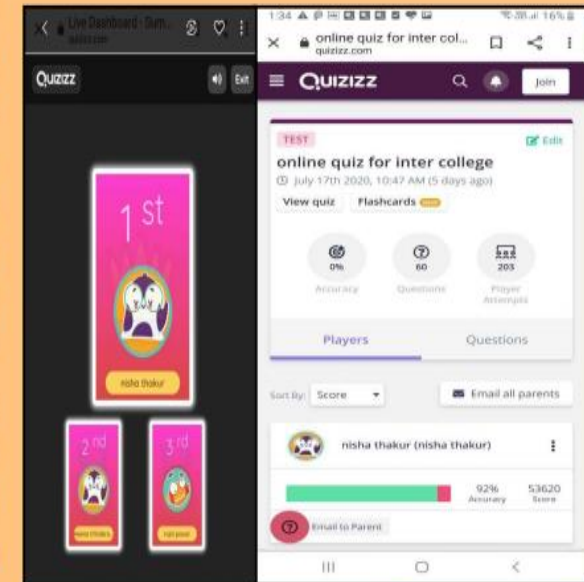 Live Dashboard - Sum...
quizizz.com
Quizizz
Exit
1 st
nisha thakur
2 nd
3 rd
1:34
16%
online quiz for inter col...
quizizz.com
Quizizz
Join
TEST
Edit
online quiz for inter college
July 17th 2020, 10:47 AM (5 days ago)
View quiz
Flashcards
0%
60
203
Accuracy
Questions
Player
Attempts
Players
Questions
Sort By:
Score
Email all parents
nisha thakur (nisha thakur)
92%
53620
Accuracy
Score
Email to Parent